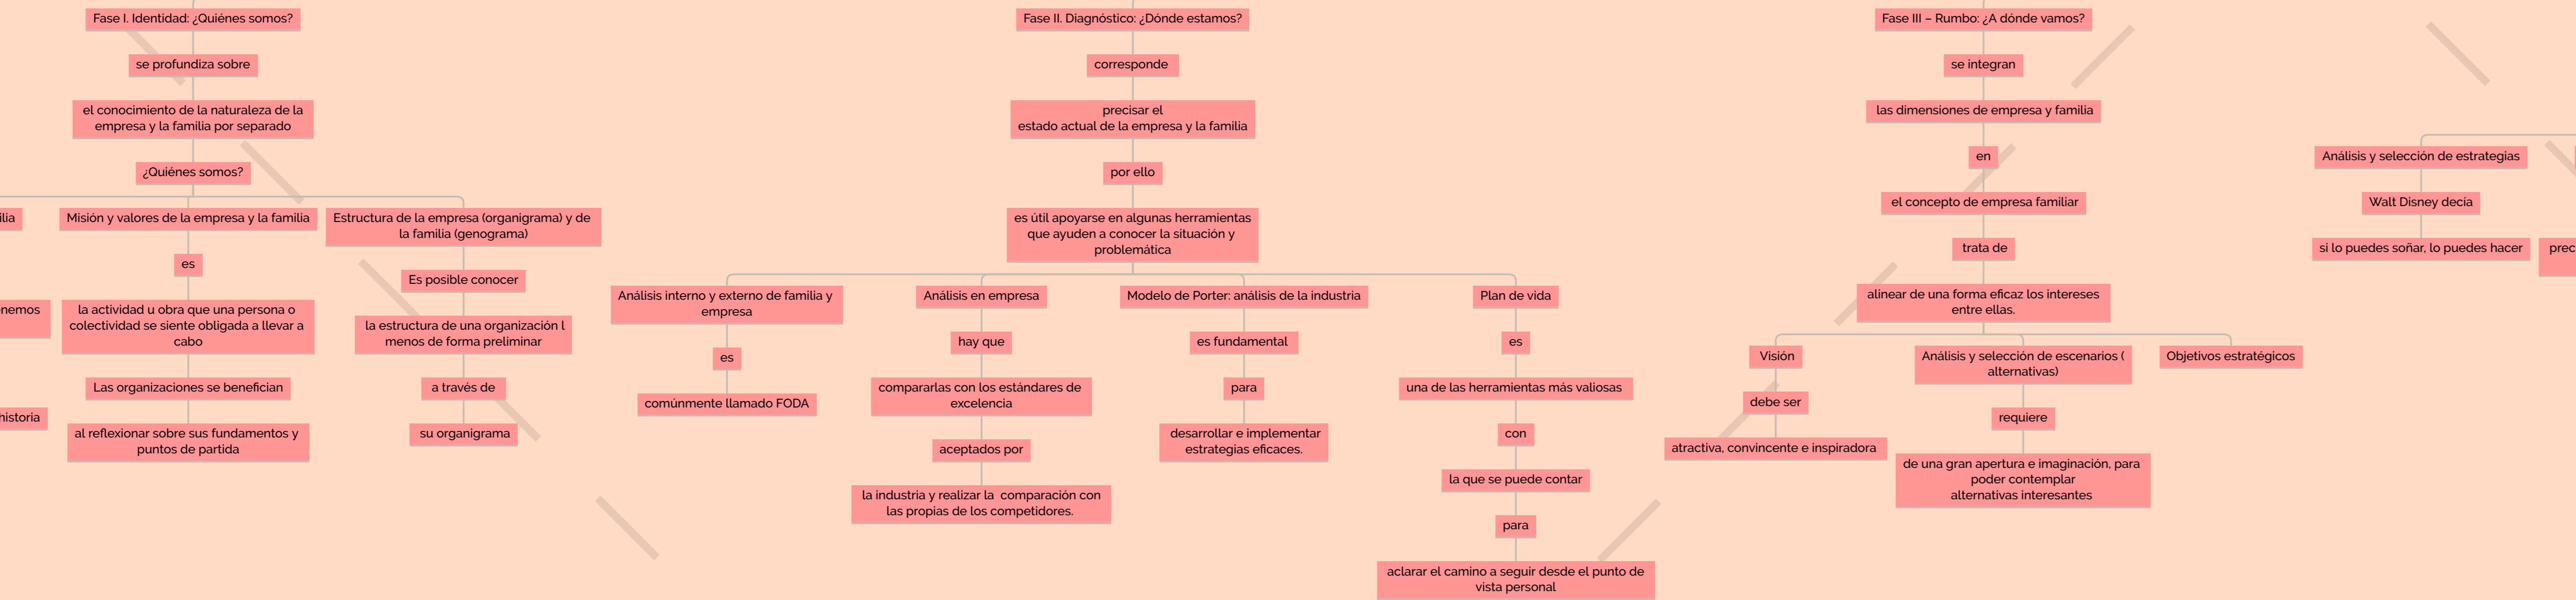 Fase I. Identidad: ¿Quiénes somos?
se profundiza sobre
el conocimiento de la naturaleza de la
empresa y la familia por separado
¿Quiénes somos?
ilia
nemos
historia
Misión y valores de la empresa y la familia
es
la actividad u obra que una persona o
colectividad se siente obligada a llevar a
cabo
Las organizaciones se benefician
al reflexionar sobre sus fundamentos y
puntos de partida
Estructura de la empresa (organigrama) y de
la familia (genograma)
Es posible conocer
la estructura de una organización l
menos de forma preliminar
a través de
su organigrama
Fase II. Diagnóstico: ¿Dónde estamos?
corresponde
precisar el
estado actual de la empresa y la familia
por ello
es útil apoyarse en algunas herramientas
que ayuden a conocer la situación y
problemática
Análisis interno y externo de familia y
empresa
es
comúnmente llamado FODA
Análisis en empresa
hay que
compararlas con los estándares de
excelencia
aceptados por
la industria y realizar la comparación con
las propias de los competidores.
Modelo de Porter: análisis de la industria
es fundamental
para
desarrollar e implementar
estrategias eficaces.
Plan de vida
es
una de las herramientas más valiosas
con
la que se puede contar
para
aclarar el camino a seguir desde el punto de
vista personal
Fase III – Rumbo: ¿A dónde vamos?
se integran
las dimensiones de empresa y familia
en
el concepto de empresa familiar
trata de
alinear de una forma eficaz los intereses
entre ellas.
Visión
debe ser
atractiva, convincente e inspiradora
Análisis y selección de escenarios (
alternativas)
requiere
de una gran apertura e imaginación, para
poder contemplar
alternativas interesantes
Objetivos estratégicos
Análisis y selección de estrategias
Walt Disney decía
si lo puedes soñar, lo puedes hacer
prec